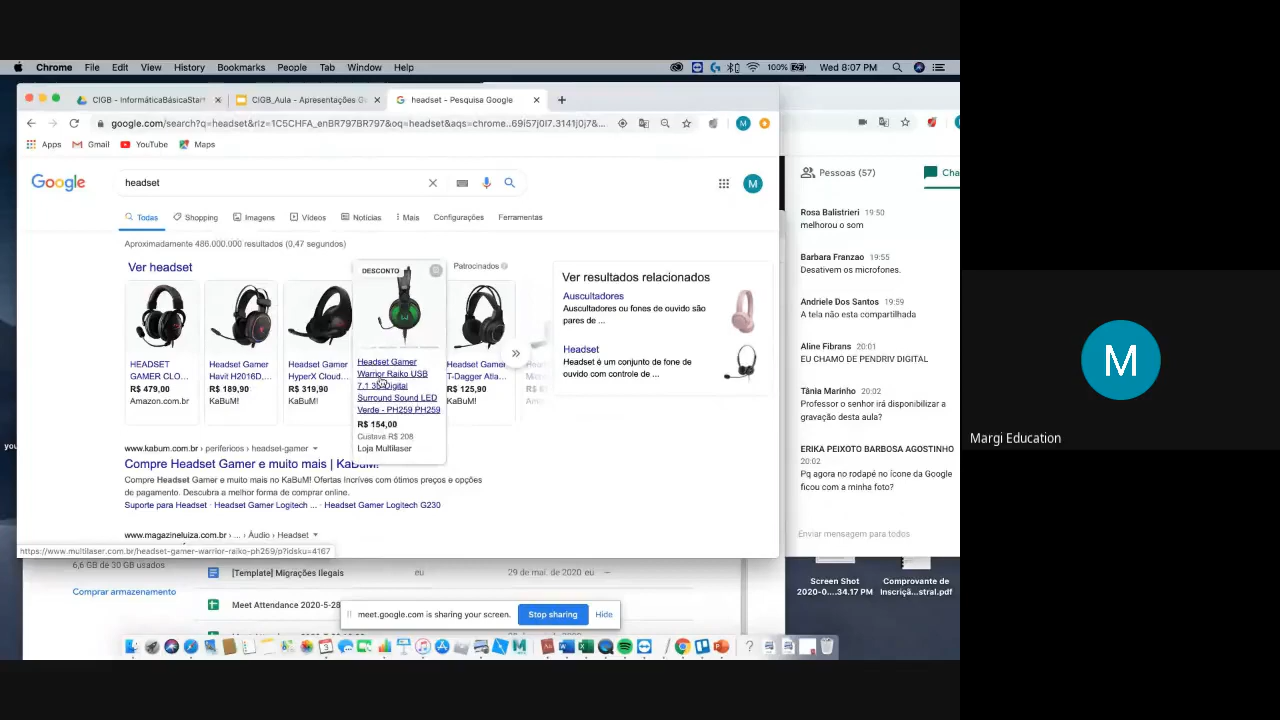 Chrome File Edit View History Bookmarks People Tab Window Help
100% Wed 8:07 PM
CIGB - InformáticaBásicaStart
CIGB_Aula - Apresentações G
headset - Pesquisa Google
google.com/search?q=headset&rlz=1C5CHFA_enBR797BR797&oq=headset&aqs=chrome..69i57j0l7.3141j0j7&...
Apps Gmail YouTube Maps
Google
headset
M
Todas Shopping Imagens Vídeos Notícias Mais Configurações Ferramentas
Aproximadamente 486.000.000 resultados (0,47 segundos)
Ver headset
Patrocinados
DESCONTO
HEADSET
GAMER CLO...
R$ 479,00
Amazon.com.br
Headset Gamer
Havit H2016D,...
R$ 189,90
KaBuM!
Headset Gamer
HyperX Cloud...
R$ 319,90
KaBuM!
Headset Gamer
Warrior Raiko USB
7.1 3D Digital
Surround Sound LED
Verde - PH259 PH259
R$ 154,00
Custava R$ 208
Loja Multilaser
Headset Gamer
T-Dagger Atla...
R$ 125,90
KaBuM!
Ver resultados relacionados
Auscultadores
Auscultadores ou fones de ouvido são
pares de ...
Headset
Headset é um conjunto de fone de
ouvido com controle de ...
www.kabum.com.br › perifericos › headset-gamer
Compre Headset Gamer e muito mais | KaBuM!
Compre Headset Gamer e muito mais no KaBuM! Ofertas Incríveis com ótimos preços e opções
de pagamento. Descubra a melhor forma de comprar online.
Suporte para Headset · Headset Gamer Logitech ... · Headset Gamer Logitech G230
www.magazineluiza.com.br › ... › Áudio › Headset
https://www.multilaser.com.br/headset-gamer-warrior-raiko-ph259/p?idsku=4167
Pessoas (57)
Cha
Rosa Balistrieri 19:50
melhorou o som
Barbara Franzao 19:55
Desativem os microfones.
Andriele Dos Santos 19:59
A tela não esta compartilhada
Aline Fibrans 20:01
EU CHAMO DE PENDRIV DIGITAL
Tânia Marinho 20:02
Professor o senhor irá disponibilizar a
gravação desta aula?
ERIKA PEIXOTO BARBOSA AGOSTINHO
20:02
Pq agora no rodapé no ícone da Google
ficou com a minha foto?
Enviar mensagem para todos
you
6,6 GB de 30 GB usados
Comprar armazenamento
[Template] Migrações Ilegais eu 29 de mai. de 2020 eu
Meet Attendance 2020-5-28
meet.google.com is sharing your screen. Stop sharing Hide
Screen Shot
2020-0....34.17 PM
Comprovante de
Inscriçã...stral.pdf
M
Margi Education